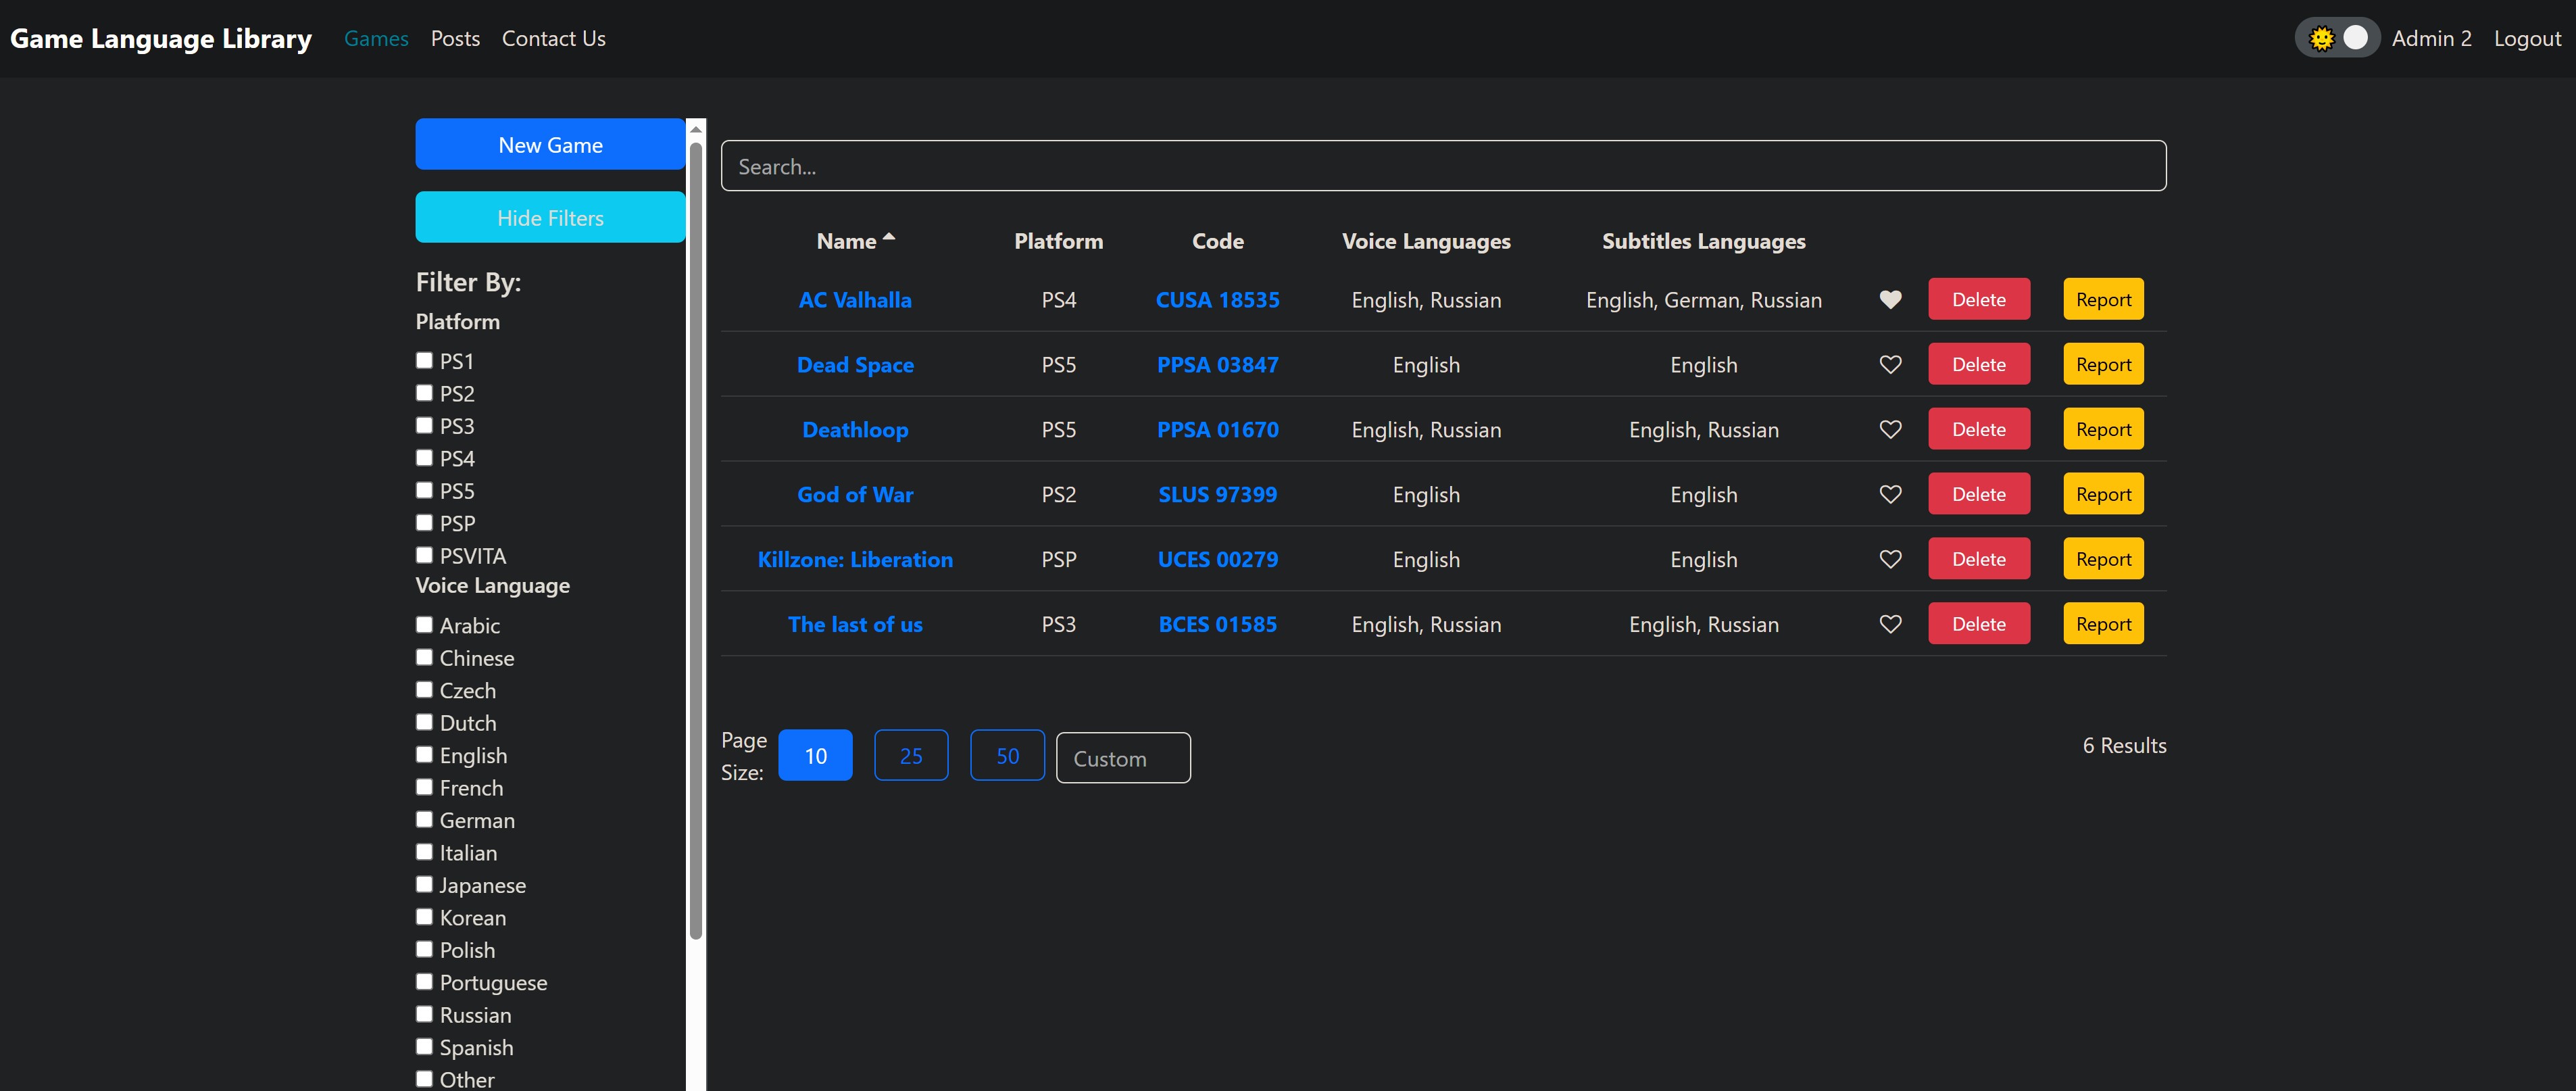 Game Language Library Games Posts Contact Us Admin 2 Logout
New Game
Hide Filters
Filter By:
Platform
PS1
PS2
PS3
PS4
PS5
PSP
PSVITA
Voice Language
Arabic
Chinese
Czech
Dutch
English
French
German
Italian
Japanese
Korean
Polish
Portuguese
Russian
Spanish
Other
Search...
Name Platform Code Voice Languages Subtitles Languages
AC Valhalla PS4 CUSA 18535 English, Russian English, German, Russian Delete Report
Dead Space PS5 PPSA 03847 English English Delete Report
Deathloop PS5 PPSA 01670 English, Russian English, Russian Delete Report
God of War PS2 SLUS 97399 English English Delete Report
Killzone: Liberation PSP UCES 00279 English English Delete Report
The last of us PS3 BCES 01585 English, Russian English, Russian Delete Report
Page
Size: 10 25 50 Custom
6 Results